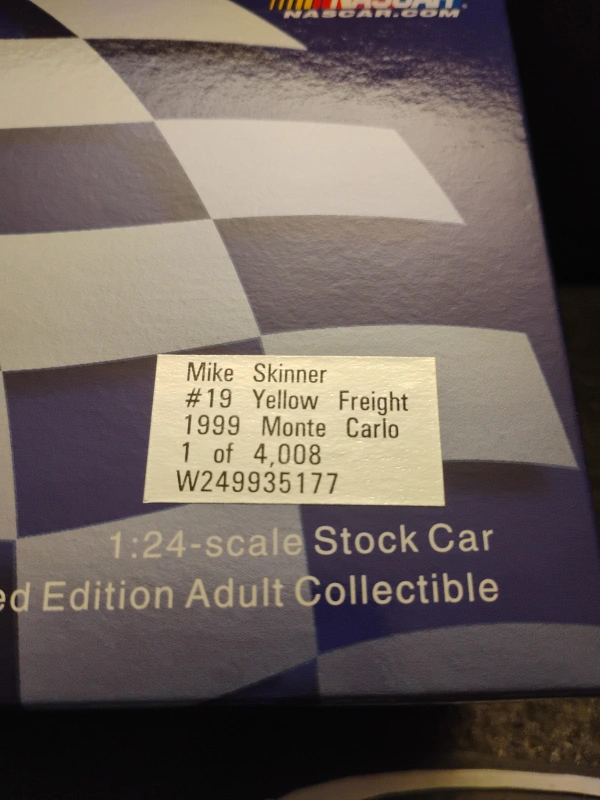 NASCAR.
NASCAR.COM
Mike Skinner
#19 Yellow Freight
1999 Monte Carlo
1 of 4,008
W249935177
1:24-scale Stock Car
ed Edition Adult Collectible